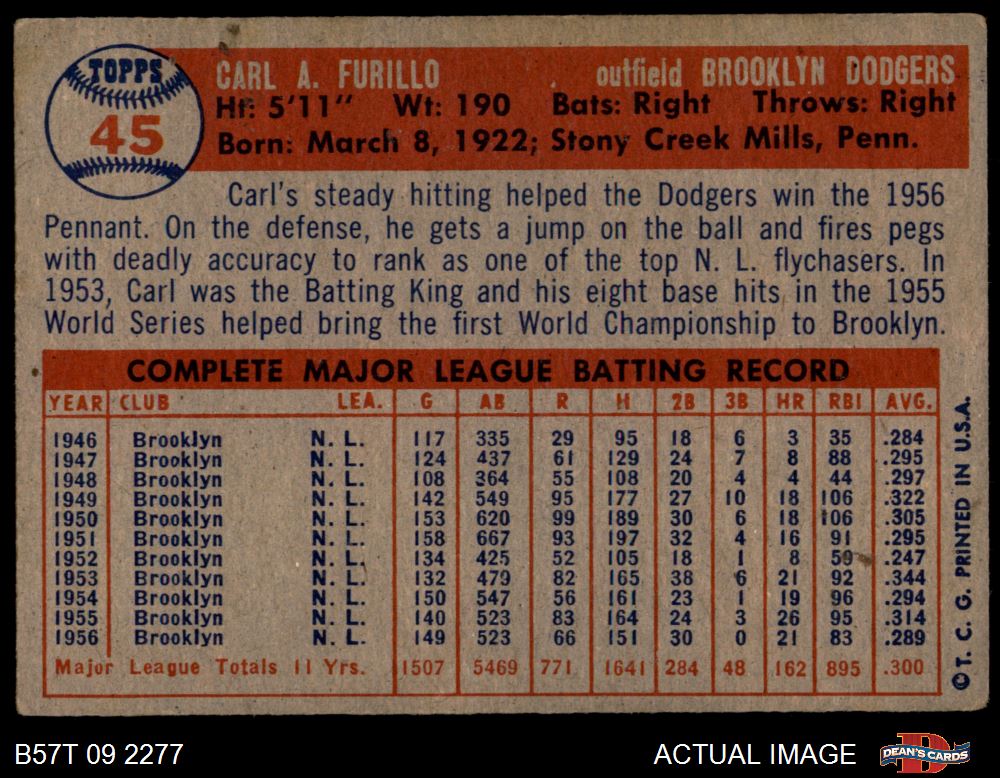 TOPPS
45
CARL A. FURILLO outfield BROOKLYN DODGERS
Ht: 5'11" Wt: 190 Bats: Right Throws: Right
Born: March 8, 1922; Stony Creek Mills, Penn.
Carl's steady hitting helped the Dodgers win the 1956
Pennant. On the defense, he gets a jump on the ball and fires pegs
with deadly accuracy to rank as one of the top N. L. flychasers. In
1953, Carl was the Batting King and his eight base hits in the 1955
World Series helped bring the first World Championship to Brooklyn.
COMPLETE MAJOR LEAGUE BATTING RECORD
YEAR CLUB LEA. G AB R H 2B 3B HR RBI AVG.
1946 Brooklyn N. L. 117 335 29 95 18 6 3 35 .284
1947 Brooklyn N. L. 124 437 61 129 24 7 8 88 .295
1948 Brooklyn N. L. 108 364 55 108 20 4 4 44 .297
1949 Brooklyn N. L. 142 549 95 177 27 10 18 106 .322
1950 Brooklyn N. L. 153 620 99 189 30 6 18 106 .305
1951 Brooklyn N. L. 158 667 93 197 32 4 16 91 .295
1952 Brooklyn N. L. 134 425 52 105 18 1 8 59 .247
1953 Brooklyn N. L. 132 479 82 165 38 6 21 92 .344
1954 Brooklyn N. L. 150 547 56 161 23 1 19 96 .294
1955 Brooklyn N. L. 140 523 83 164 24 3 26 95 .314
1956 Brooklyn N. L. 149 523 66 151 30 0 21 83 .289
Major League Totals 11 Yrs. 1507 5469 771 1641 284 48 162 895 .300
©T. C. G. PRINTED IN U.S.A.
B57T 09 2277 ACTUAL IMAGE
DEAN'S CARDS